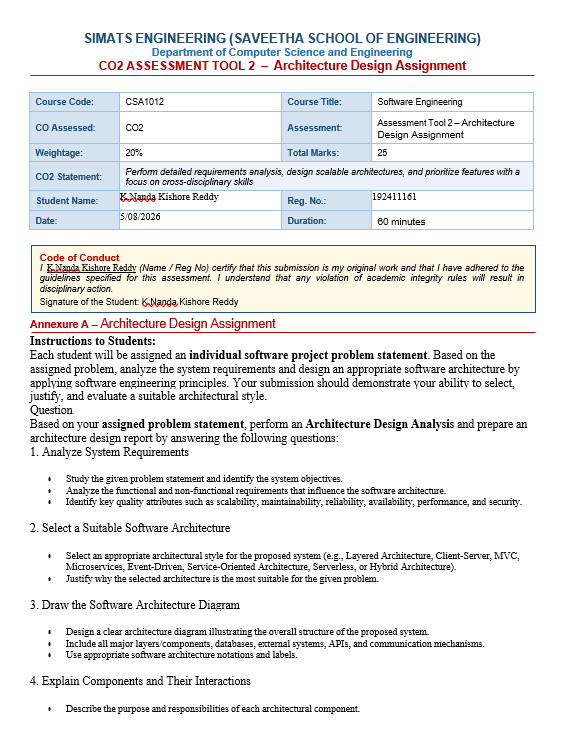 SIMATS ENGINEERING (SAVEETHA SCHOOL OF ENGINEERING)
Department of Computer Science and Engineering
CO2 ASSESSMENT TOOL 2 – Architecture Design Assignment
Course Code: CSA1012 Course Title: Software Engineering
CO Assessed: CO2 Assessment: Assessment Tool 2 – Architecture
Design Assignment
Weightage: 20% Total Marks: 25
CO2 Statement: Perform detailed requirements analysis, design scalable architectures, and prioritize features with a
focus on cross-disciplinary skills
Student Name: K.Nanda Kishore Reddy Reg. No.: 192411161
Date: 5/08/2026 Duration: 60 minutes
Code of Conduct
I K.Nanda Kishore Reddy (Name / Reg No) certify that this submission is my original work and that I have adhered to the
guidelines specified for this assessment. I understand that any violation of academic integrity rules will result in
disciplinary action.
Signature of the Student: K.Nanda Kishore Reddy
Annexure A – Architecture Design Assignment
Instructions to Students:
Each student will be assigned an individual software project problem statement. Based on the
assigned problem, analyze the system requirements and design an appropriate software architecture by
applying software engineering principles. Your submission should demonstrate your ability to select,
justify, and evaluate a suitable architectural style.
Question
Based on your assigned problem statement, perform an Architecture Design Analysis and prepare an
architecture design report by answering the following questions:
1. Analyze System Requirements
• Study the given problem statement and identify the system objectives.
• Analyze the functional and non-functional requirements that influence the software architecture.
• Identify key quality attributes such as scalability, maintainability, reliability, availability, performance, and security.
2. Select a Suitable Software Architecture
• Select an appropriate architectural style for the proposed system (e.g., Layered Architecture, Client-Server, MVC,
Microservices, Event-Driven, Service-Oriented Architecture, Serverless, or Hybrid Architecture).
• Justify why the selected architecture is the most suitable for the given problem.
3. Draw the Software Architecture Diagram
• Design a clear architecture diagram illustrating the overall structure of the proposed system.
• Include all major layers/components, databases, external systems, APIs, and communication mechanisms.
• Use appropriate software architecture notations and labels.
4. Explain Components and Their Interactions
• Describe the purpose and responsibilities of each architectural component.